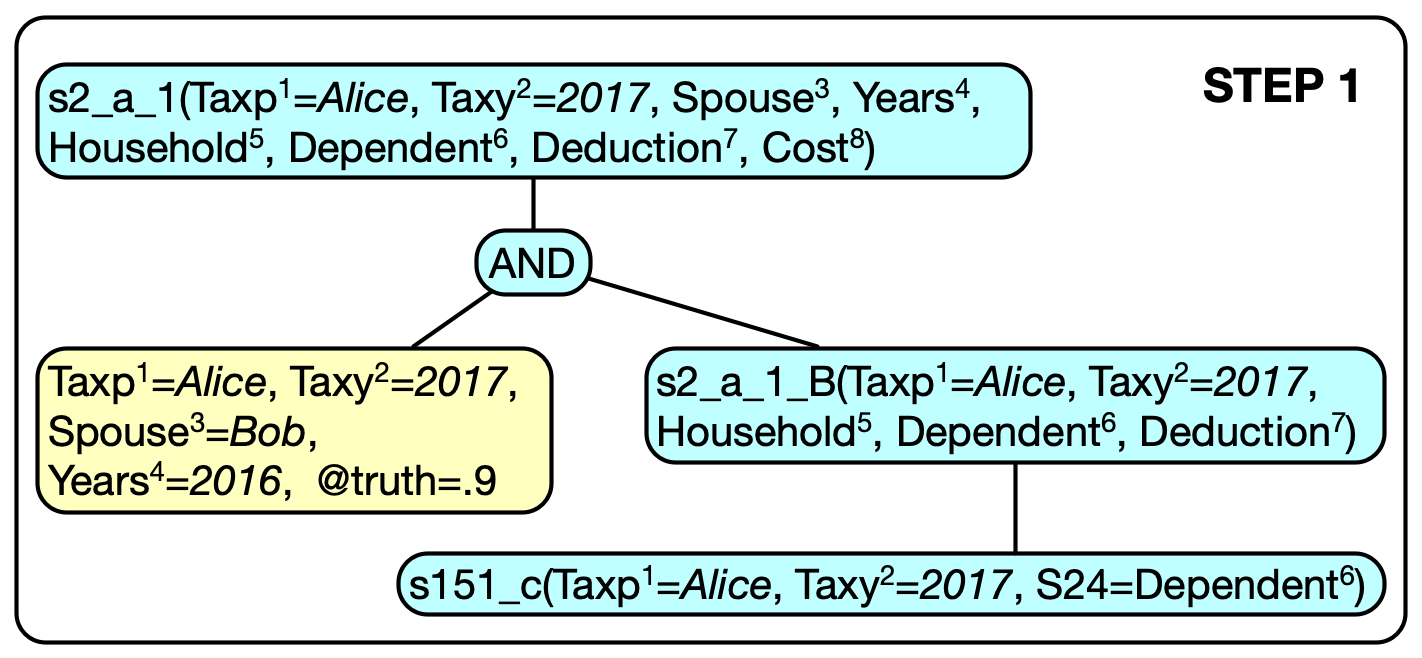 STEP 1
s2_a_1(Taxp¹=Alice, Taxy²=2017, Spouse³, Years⁴,
Household⁵, Dependent⁶, Deduction⁷, Cost⁸)
AND
Taxp¹=Alice, Taxy²=2017,
Spouse³=Bob,
Years⁴=2016, @truth=.9
s2_a_1_B(Taxp¹=Alice, Taxy²=2017,
Household⁵, Dependent⁶, Deduction⁷)
s151_c(Taxp¹=Alice, Taxy²=2017, S24=Dependent⁶)